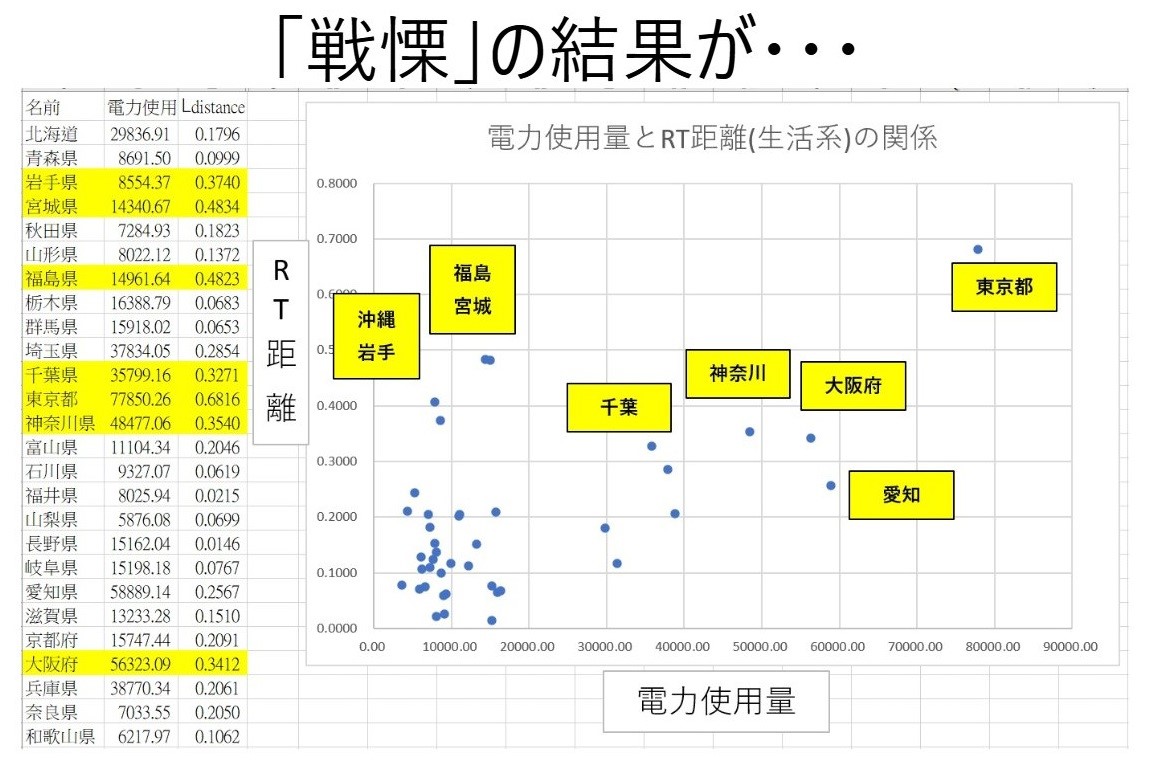 「戦慄」の結果が・・・
名前 電力使用 Ldistance
北海道 29836.91 0.1796
青森県 8691.50 0.0999
岩手県 8554.37 0.3740
宮城県 14340.67 0.4834
秋田県 7284.93 0.1823
山形県 8022.12 0.1372
福島県 14961.64 0.4823
栃木県 16388.79 0.0683
群馬県 15918.02 0.0653
埼玉県 37834.05 0.2854
千葉県 35799.16 0.3271
東京都 77850.26 0.6816
神奈川県 48477.06 0.3540
富山県 11104.34 0.2046
石川県 9327.07 0.0619
福井県 8025.94 0.0215
山梨県 5876.08 0.0699
長野県 15162.04 0.0146
岐阜県 15198.18 0.0767
愛知県 58889.14 0.2567
滋賀県 13233.28 0.1510
京都府 15747.44 0.2091
大阪府 56323.09 0.3412
兵庫県 38770.34 0.2061
奈良県 7033.55 0.2050
和歌山県 6217.97 0.1062
電力使用量とRT距離(生活系)の関係
RT距離
0.8000
0.7000
0.6000
0.5
0.4000
0.3000
0.2000
0.1000
0.0000
沖縄
岩手
福島
宮城
千葉
神奈川
大阪府
愛知
東京都
0.00 10000.00 20000.00 30000.00 40000.00 50000.00 60000.00 70000.00 80000.00 90000.00
電力使用量